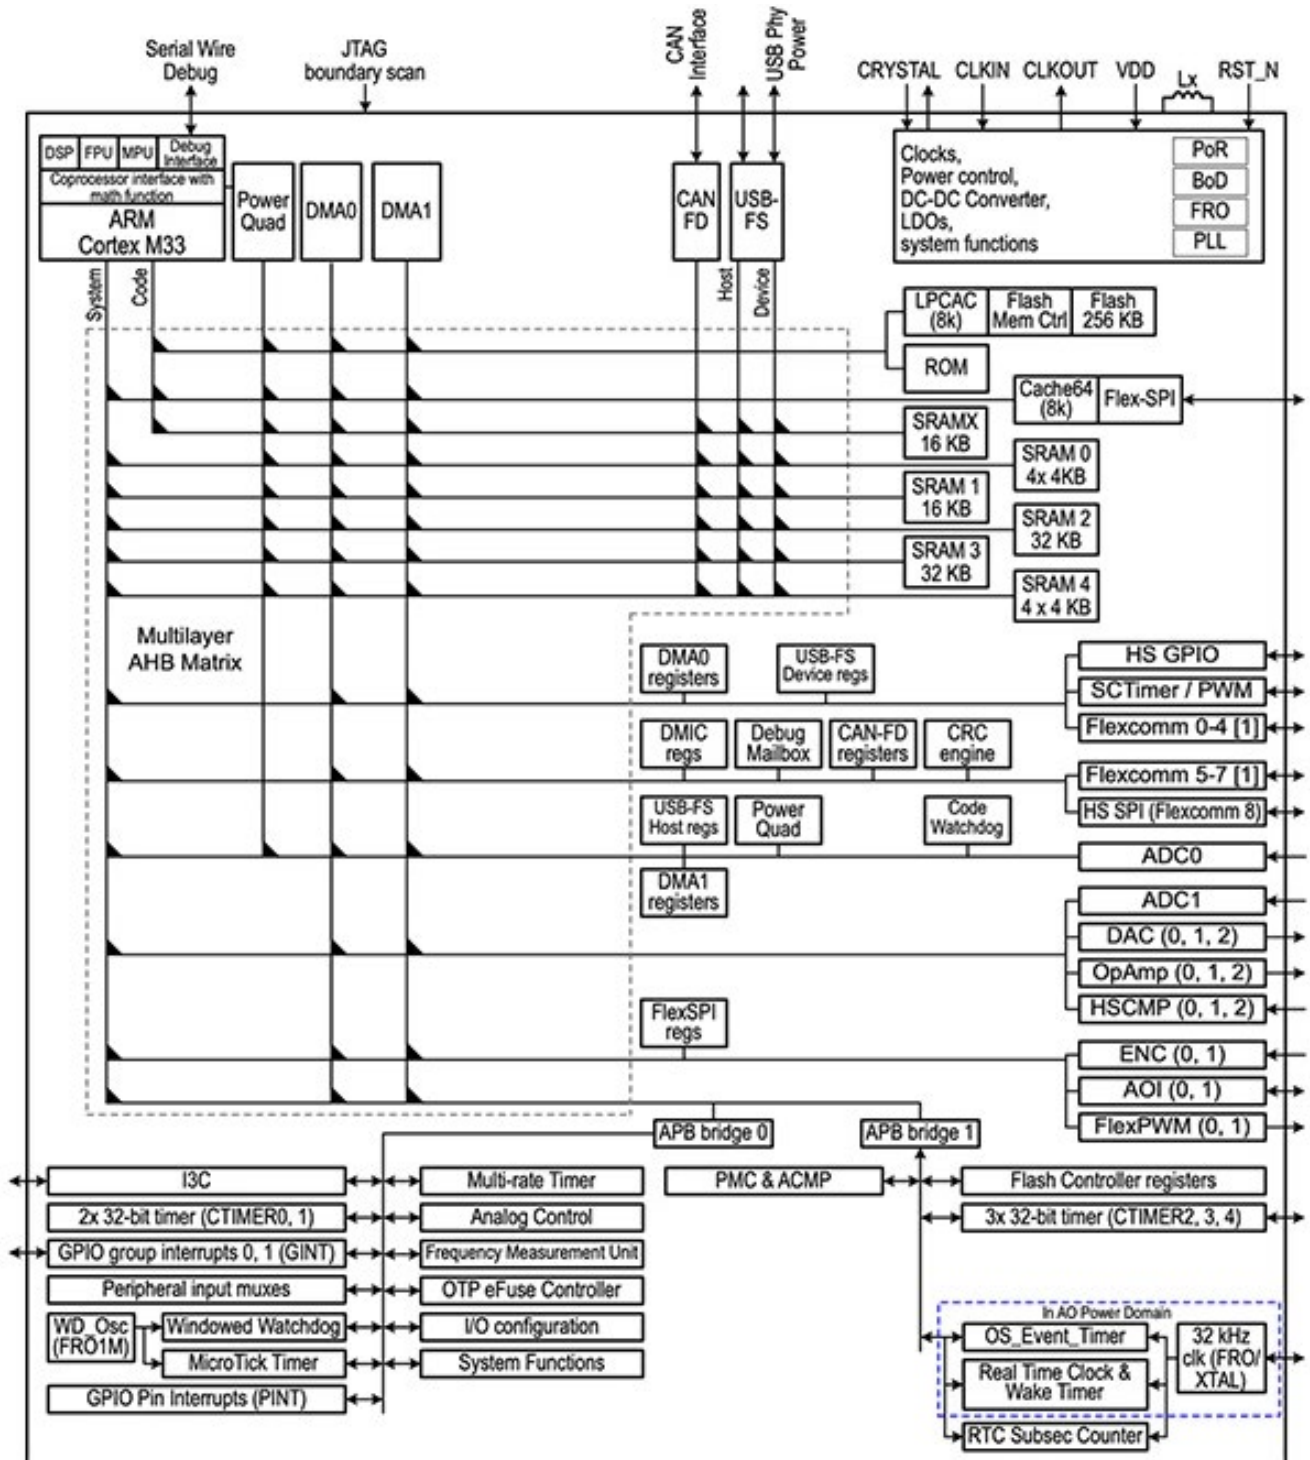 Serial Wire
Debug
JTAG
boundary scan
CAN
Interface
USB Phy
Power
CRYSTAL
CLKIN
CLKOUT
VDD
Lx
RST_N
DSP
FPU
MPU
Debug
Interface
Coprocessor interface with
math function
ARM
Cortex M33
Power
Quad
DMA0
DMA1
CAN
FD
USB-
FS
Clocks,
Power control,
DC-DC Converter,
LDOs,
system functions
PoR
BoD
FRO
PLL
System
Code
Host
Device
LPCAC
(8k)
Flash
Mem Ctrl
Flash
256 KB
ROM
Cache64
(8k)
Flex-SPI
SRAMX
16 KB
SRAM 0
4x 4KB
SRAM 1
16 KB
SRAM 2
32 KB
SRAM 3
32 KB
SRAM 4
4 x 4 KB
Multilayer
AHB Matrix
DMA0
registers
USB-FS
Device regs
HS GPIO
SCTimer / PWM
Flexcomm 0-4 [1]
DMIC
regs
Debug
Mailbox
CAN-FD
registers
CRC
engine
Flexcomm 5-7 [1]
HS SPI (Flexcomm 8)
USB-FS
Host regs
Power
Quad
Code
Watchdog
ADC0
DMA1
registers
ADC1
DAC (0, 1, 2)
OpAmp (0, 1, 2)
HSCMP (0, 1, 2)
FlexSPI
regs
ENC (0, 1)
AOI (0, 1)
FlexPWM (0, 1)
APB bridge 0
APB bridge 1
I3C
Multi-rate Timer
PMC & ACMP
Flash Controller registers
2x 32-bit timer (CTIMER0, 1)
Analog Control
3x 32-bit timer (CTIMER2, 3, 4)
GPIO group interrupts 0, 1 (GINT)
Frequency Measurement Unit
Peripheral input muxes
OTP eFuse Controller
WD_Osc
(FRO1M)
Windowed Watchdog
I/O configuration
MicroTick Timer
System Functions
GPIO Pin Interrupts (PINT)
In AO Power Domain
OS_Event_Timer
32 kHz
clk (FRO/
XTAL)
Real Time Clock &
Wake Timer
RTC Subsec Counter